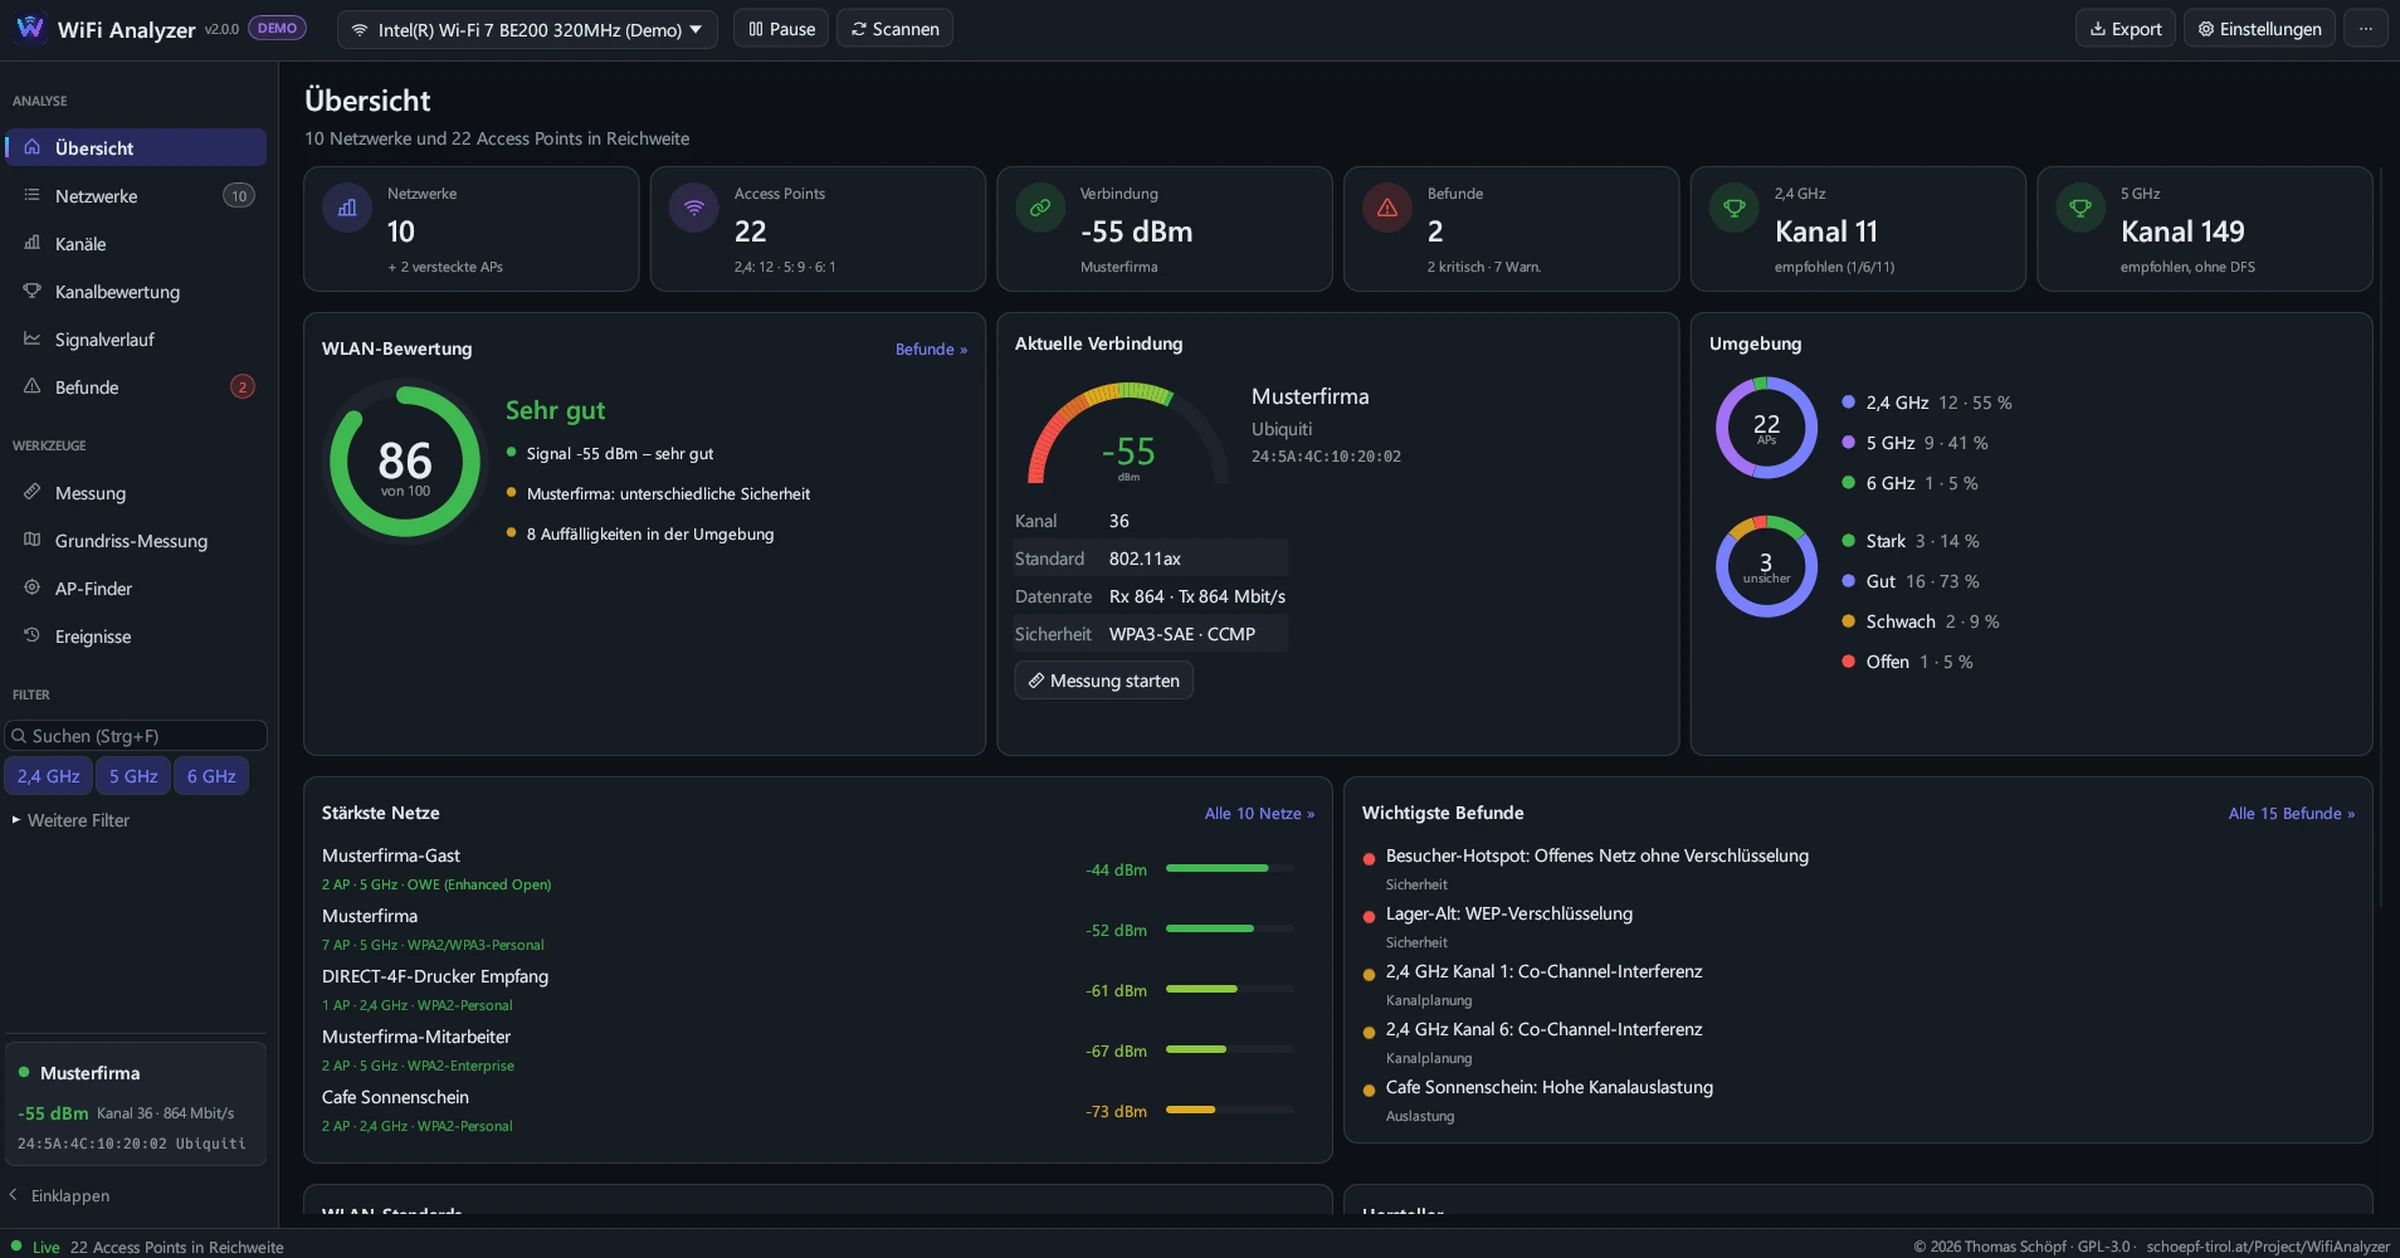 WiFi Analyzer v2.0.0 DEMO
Intel(R) Wi-Fi 7 BE200 320MHz (Demo)
Pause
Scannen
Export
Einstellungen
...
ANALYSE
Übersicht
Netzwerke 10
Kanäle
Kanalbewertung
Signalverlauf
Befunde 2
WERKZEUGE
Messung
Grundriss-Messung
AP-Finder
Ereignisse
FILTER
Suchen (Strg+F)
2,4 GHz 5 GHz 6 GHz
Weitere Filter
Musterfirma
-55 dBm Kanal 36 · 864 Mbit/s
24:5A:4C:10:20:02 Ubiquiti
Einklappen
Übersicht
10 Netzwerke und 22 Access Points in Reichweite
Netzwerke
10
+ 2 versteckte APs
Access Points
22
2,4: 12 · 5: 9 · 6: 1
Verbindung
-55 dBm
Musterfirma
Befunde
2
2 kritisch · 7 Warn.
2,4 GHz
Kanal 11
empfohlen (1/6/11)
5 GHz
Kanal 149
empfohlen, ohne DFS
WLAN-Bewertung
Befunde »
86
von 100
Sehr gut
Signal -55 dBm – sehr gut
Musterfirma: unterschiedliche Sicherheit
8 Auffälligkeiten in der Umgebung
Aktuelle Verbindung
-55
dBm
Musterfirma
Ubiquiti
24:5A:4C:10:20:02
Kanal 36
Standard 802.11ax
Datenrate Rx 864 · Tx 864 Mbit/s
Sicherheit WPA3-SAE · CCMP
Messung starten
Umgebung
22
APs
2,4 GHz 12 · 55 %
5 GHz 9 · 41 %
6 GHz 1 · 5 %
3
unsicher
Stark 3 · 14 %
Gut 16 · 73 %
Schwach 2 · 9 %
Offen 1 · 5 %
Stärkste Netze
Alle 10 Netze »
Musterfirma-Gast
2 AP · 5 GHz · OWE (Enhanced Open)
-44 dBm
Musterfirma
7 AP · 5 GHz · WPA2/WPA3-Personal
-52 dBm
DIRECT-4F-Drucker Empfang
1 AP · 2,4 GHz · WPA2-Personal
-61 dBm
Musterfirma-Mitarbeiter
2 AP · 5 GHz · WPA2-Enterprise
-67 dBm
Cafe Sonnenschein
2 AP · 2,4 GHz · WPA2-Personal
-73 dBm
Wichtigste Befunde
Alle 15 Befunde »
Besucher-Hotspot: Offenes Netz ohne Verschlüsselung
Sicherheit
Lager-Alt: WEP-Verschlüsselung
Sicherheit
2,4 GHz Kanal 1: Co-Channel-Interferenz
Kanalplanung
2,4 GHz Kanal 6: Co-Channel-Interferenz
Kanalplanung
Cafe Sonnenschein: Hohe Kanalauslastung
Auslastung
WLAN-Standards
Hersteller
Live 22 Access Points in Reichweite
© 2026 Thomas Schöpf · GPL-3.0 · schoepf-tirol.at/Project/WifiAnalyzer